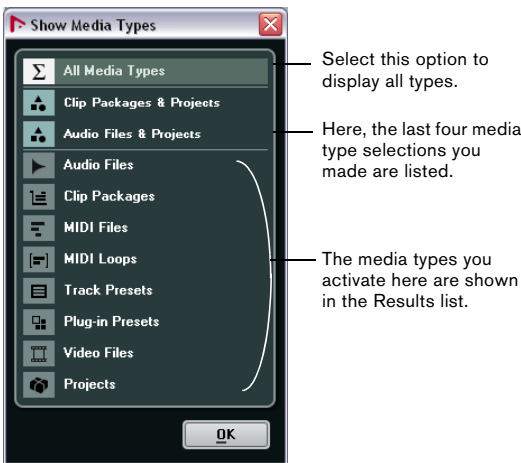 Show Media Types
Σ All Media Types
Clip Packages & Projects
Audio Files & Projects
Audio Files
Clip Packages
MIDI Files
MIDI Loops
Track Presets
Plug-in Presets
Video Files
Projects
OK
Select this option to
display all types.
Here, the last four media
type selections you
made are listed.
The media types you
activate here are shown
in the Results list.